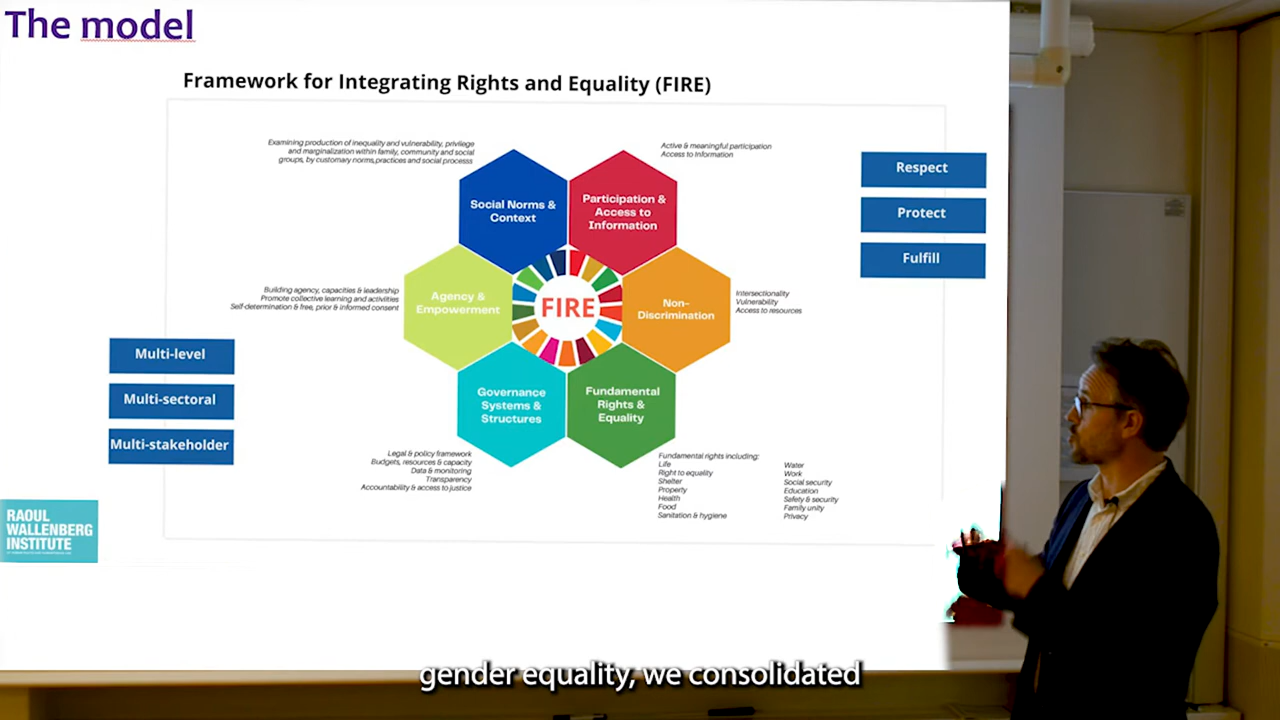 The model
Framework for Integrating Rights and Equality (FIRE)
Examining production of inequality and vulnerability, privilege
and marginalization within family, community and social
groups, by customary norms,practices and social processs
Active & meaningful participation
Access to Information
Social Norms &
Context
Participation &
Access to
Information
Respect
Protect
Fulfill
Building agency, capacities & leadership
Promote collective learning and activities
Self-determination & free, prior & informed consent
Agency &
Empowerment
FIRE
Non-
Discrimination
Intersectionality
Vulnerability
Access to resources
Multi-level
Multi-sectoral
Multi-stakeholder
Governance
Systems &
Structures
Fundamental
Rights &
Equality
Legal & policy framework
Budgets, resources & capacity
Data & monitoring
Transparency
Accountability & access to justice
Fundamental rights including:
Life
Right to equality
Shelter
Property
Health
Food
Sanitation & hygiene
Water
Work
Social security
Education
Safety & security
Family unity
Privacy
RAOUL
WALLENBERG
INSTITUTE
gender equality, we consolidated